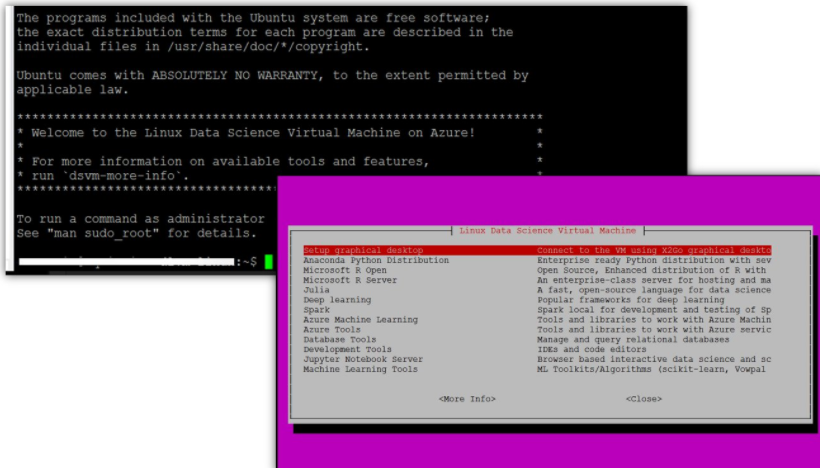 The programs included with the Ubuntu system are free software;
the exact distribution terms for each program are described in the
individual files in /usr/share/doc/*/copyright.
Ubuntu comes with ABSOLUTELY NO WARRANTY, to the extent permitted by
applicable law.
*************************************************************************
* Welcome to the Linux Data Science Virtual Machine on Azure! *
* *
* For more information on available tools and features, *
* run `dsvm-more-info`. *
************************************
To run a command as administrator
See "man sudo_root" for details.
:~$
Linux Data Science Virtual Machine
Setup graphical desktop Connect to the VM using X2Go graphical deskto
Anaconda Python Distribution Enterprise ready Python distribution with sev
Microsoft R Open Open Source, Enhanced distribution of R with
Microsoft R Server An enterprise-class server for hosting and ma
Julia A fast, open-source language for data science
Deep learning Popular frameworks for deep learning
Spark Spark local for development and testing of Sp
Azure Machine Learning Tools and libraries to work with Azure Machin
Azure Tools Tools and libraries to work with Azure servic
Database Tools Manage and query relational databases
Development Tools IDEs and code editors
Jupyter Notebook Server Browser based interactive data science and sc
Machine Learning Tools ML Toolkits/Algorithms (scikit-learn, Vowpal
<More Info> <Close>